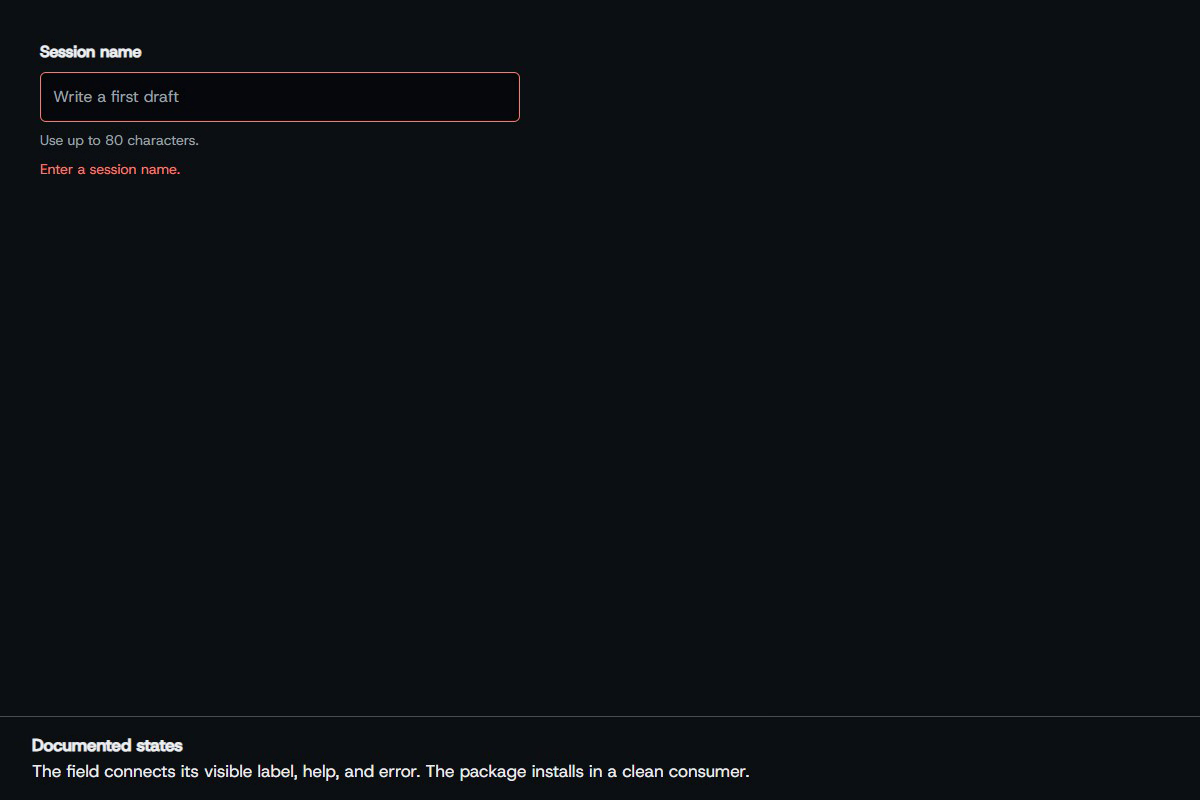 Session name
Write a first draft
Use up to 80 characters.
Enter a session name.
Documented states
The field connects its visible label, help, and error. The package installs in a clean consumer.